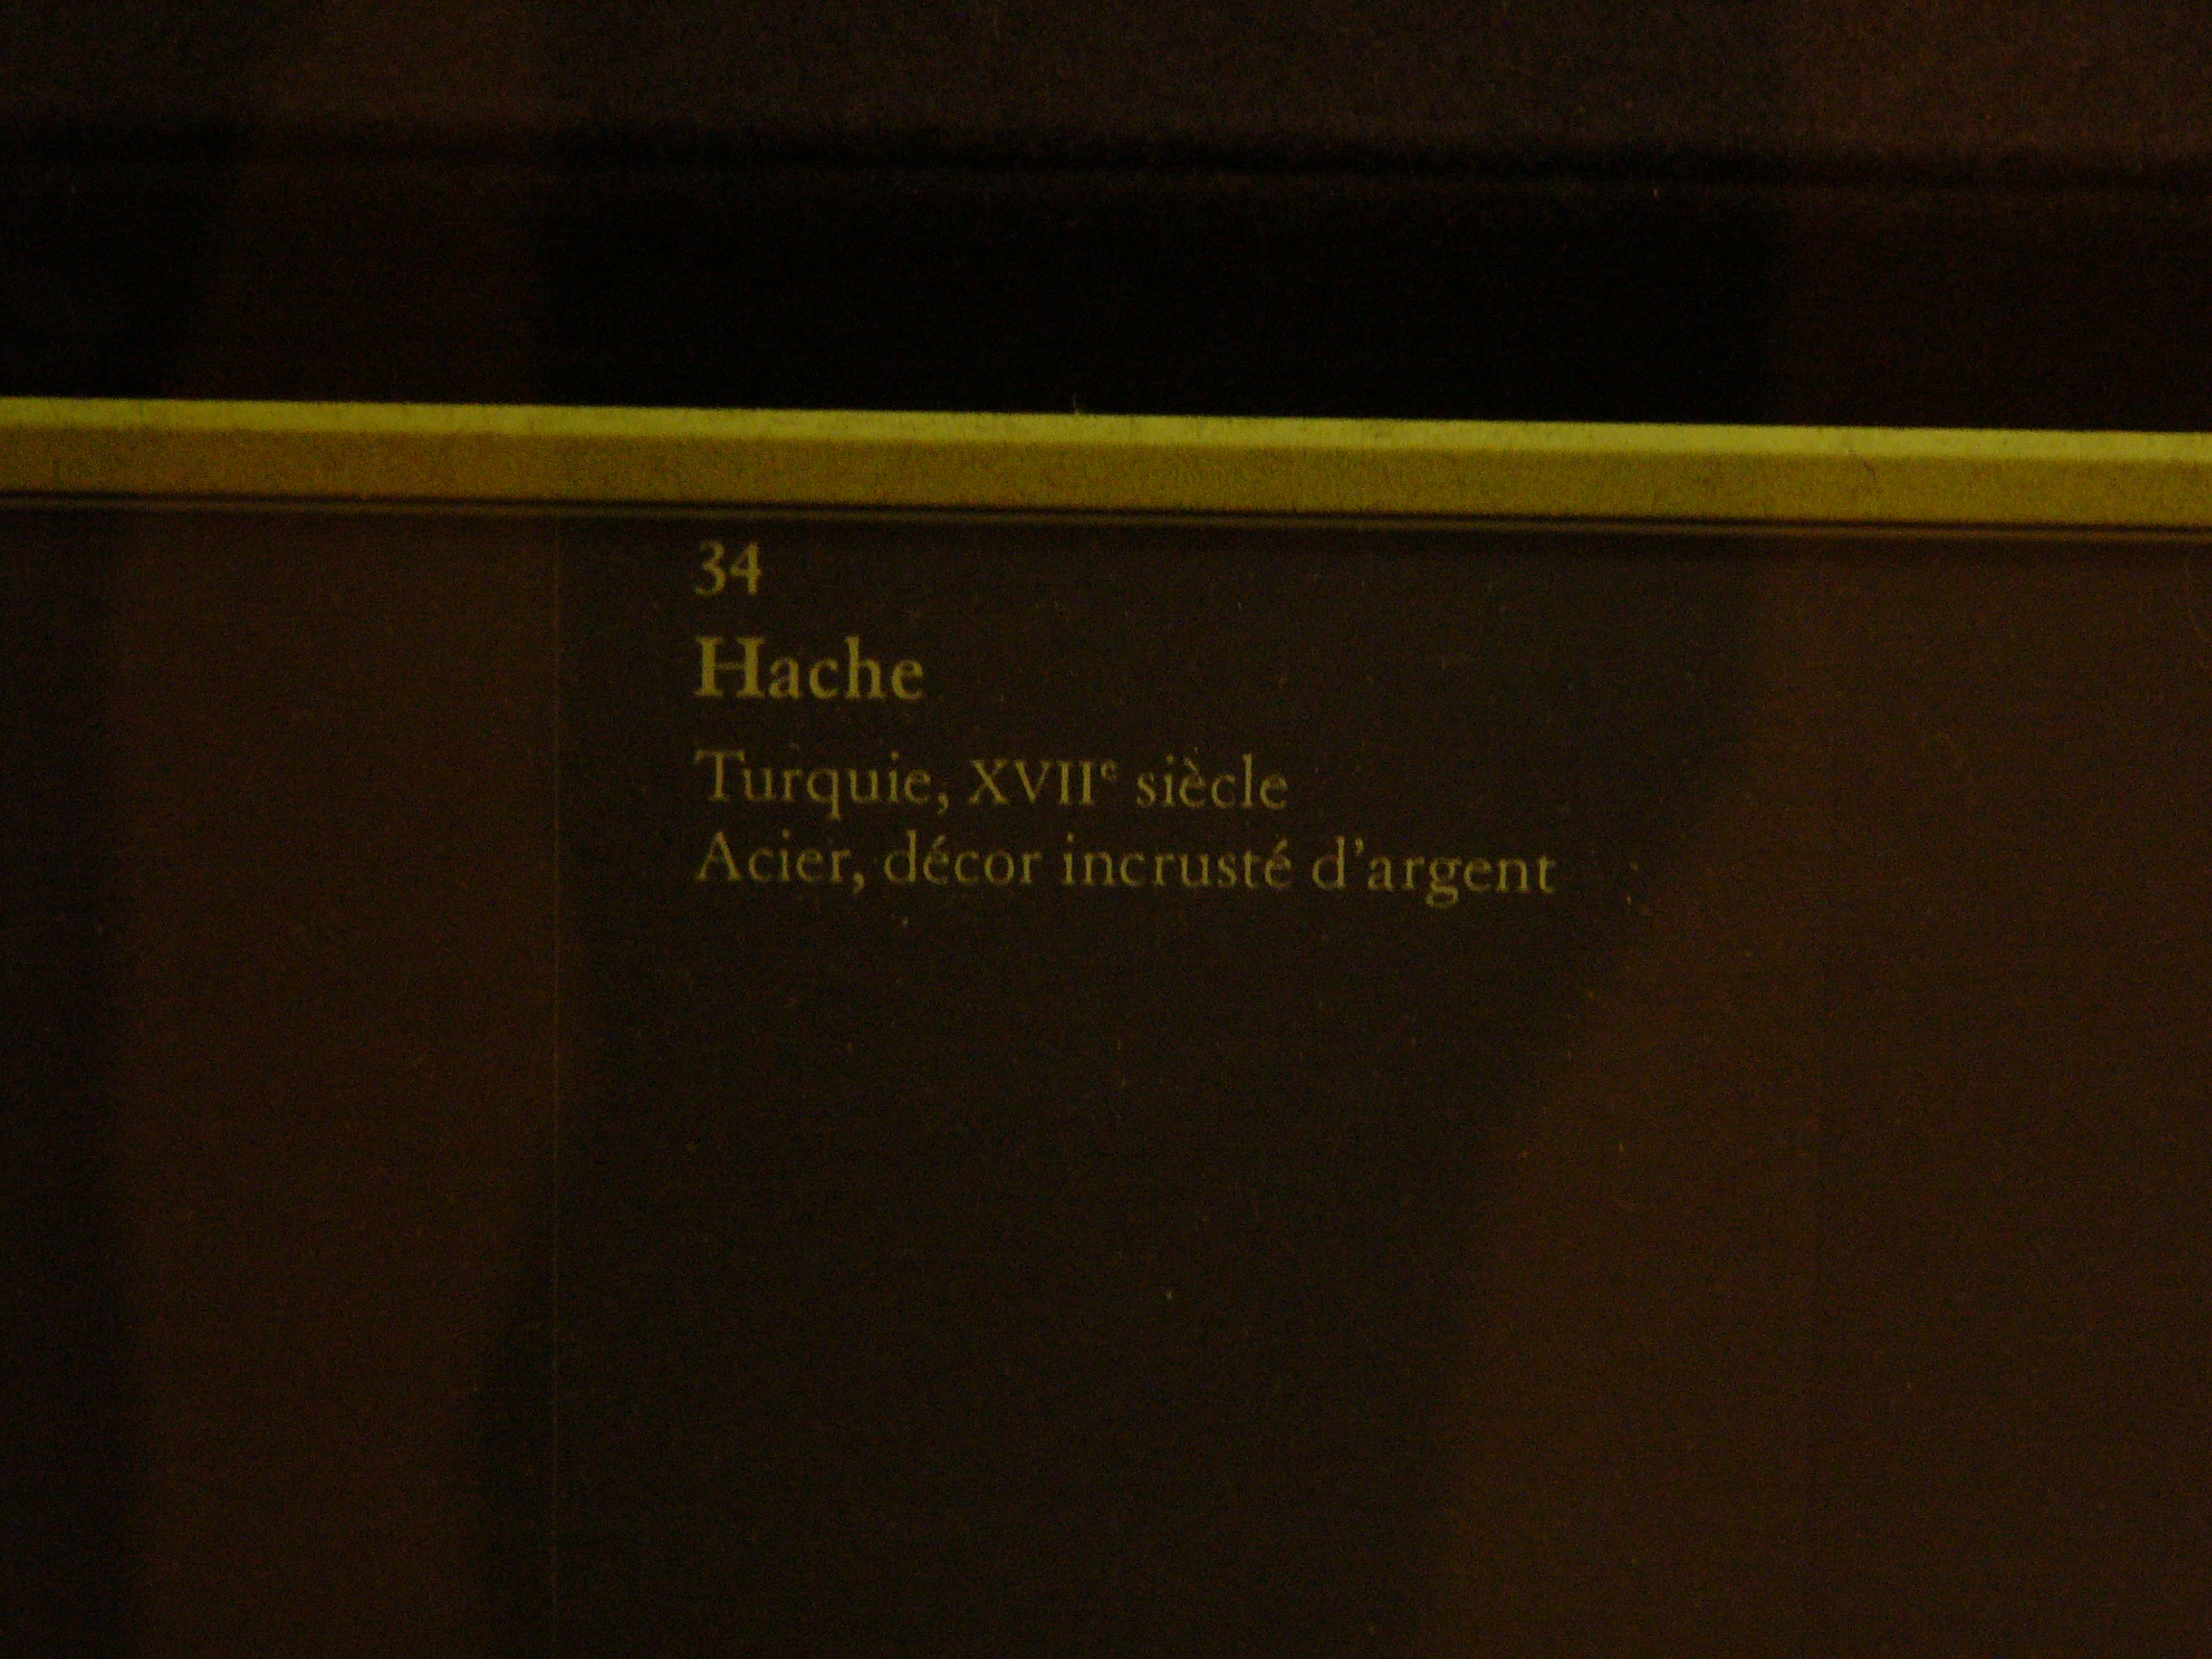 34
Hache
Turquie, XVIIe siècle
Acier, décor incrusté d'argent